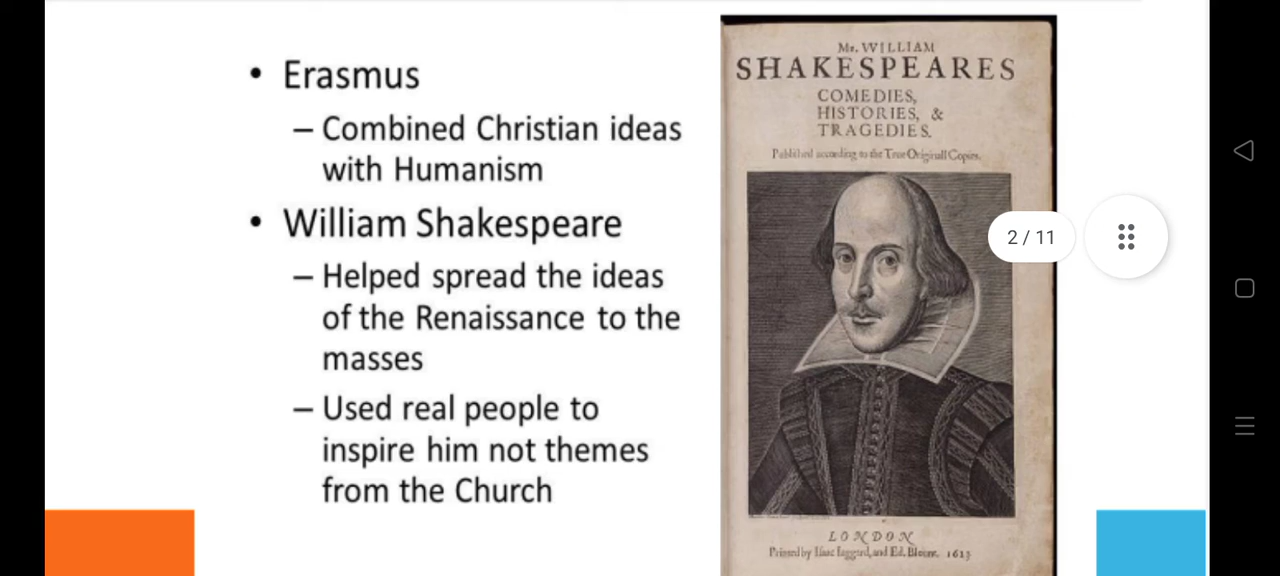 • Erasmus
– Combined Christian ideas
with Humanism
• William Shakespeare
– Helped spread the ideas
of the Renaissance to the
masses
– Used real people to
inspire him not themes
from the Church
Mr. WILLIAM
SHAKESPEARES
COMEDIES,
HISTORIES, &
TRAGEDIES.
Published according to the True Originall Copies.
LONDON
Printed by Isaac Iaggard, and Ed. Blount. 1623
2 / 11